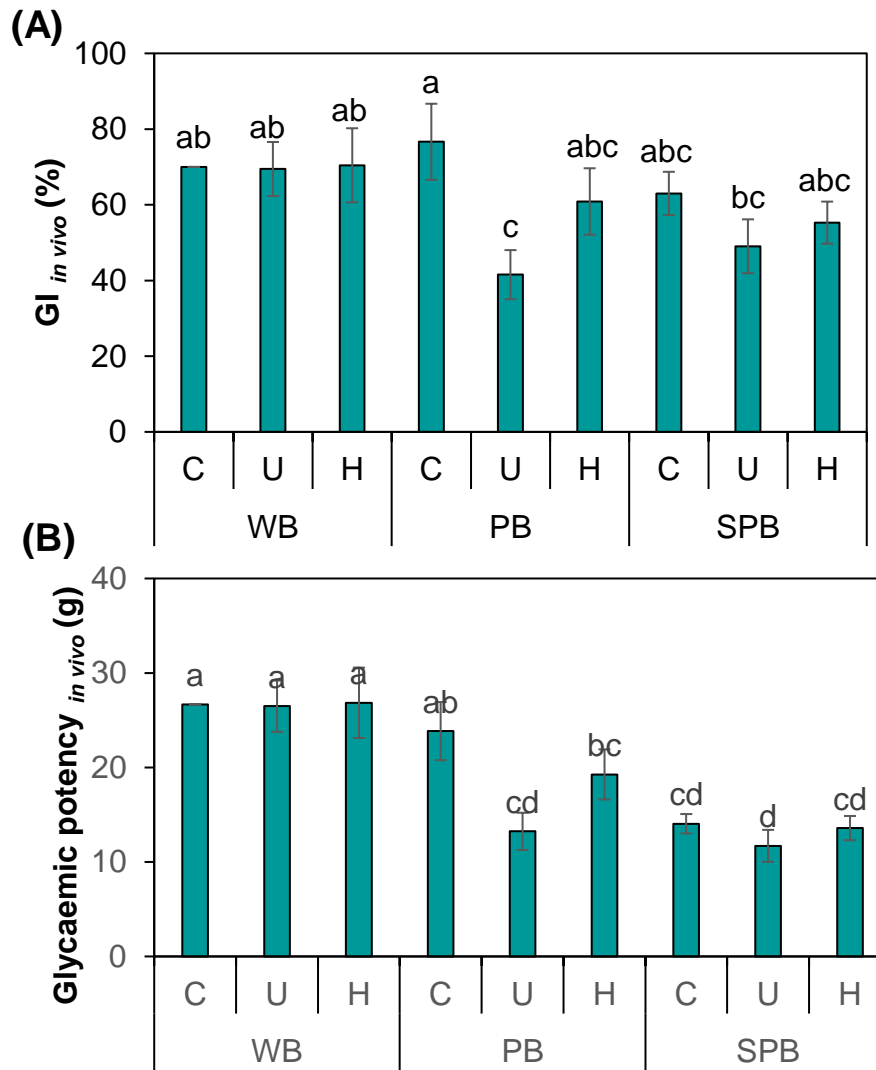 (A)
GI in vivo (%)
100
80
60
40
20
0
ab ab ab a c abc abc bc abc
C U H C U H C U H
WB PB SPB
(B)
Glycaemic potency in vivo (g)
40
30
20
10
0
a a a ab cd bc cd d cd
C U H C U H C U H
WB PB SPB